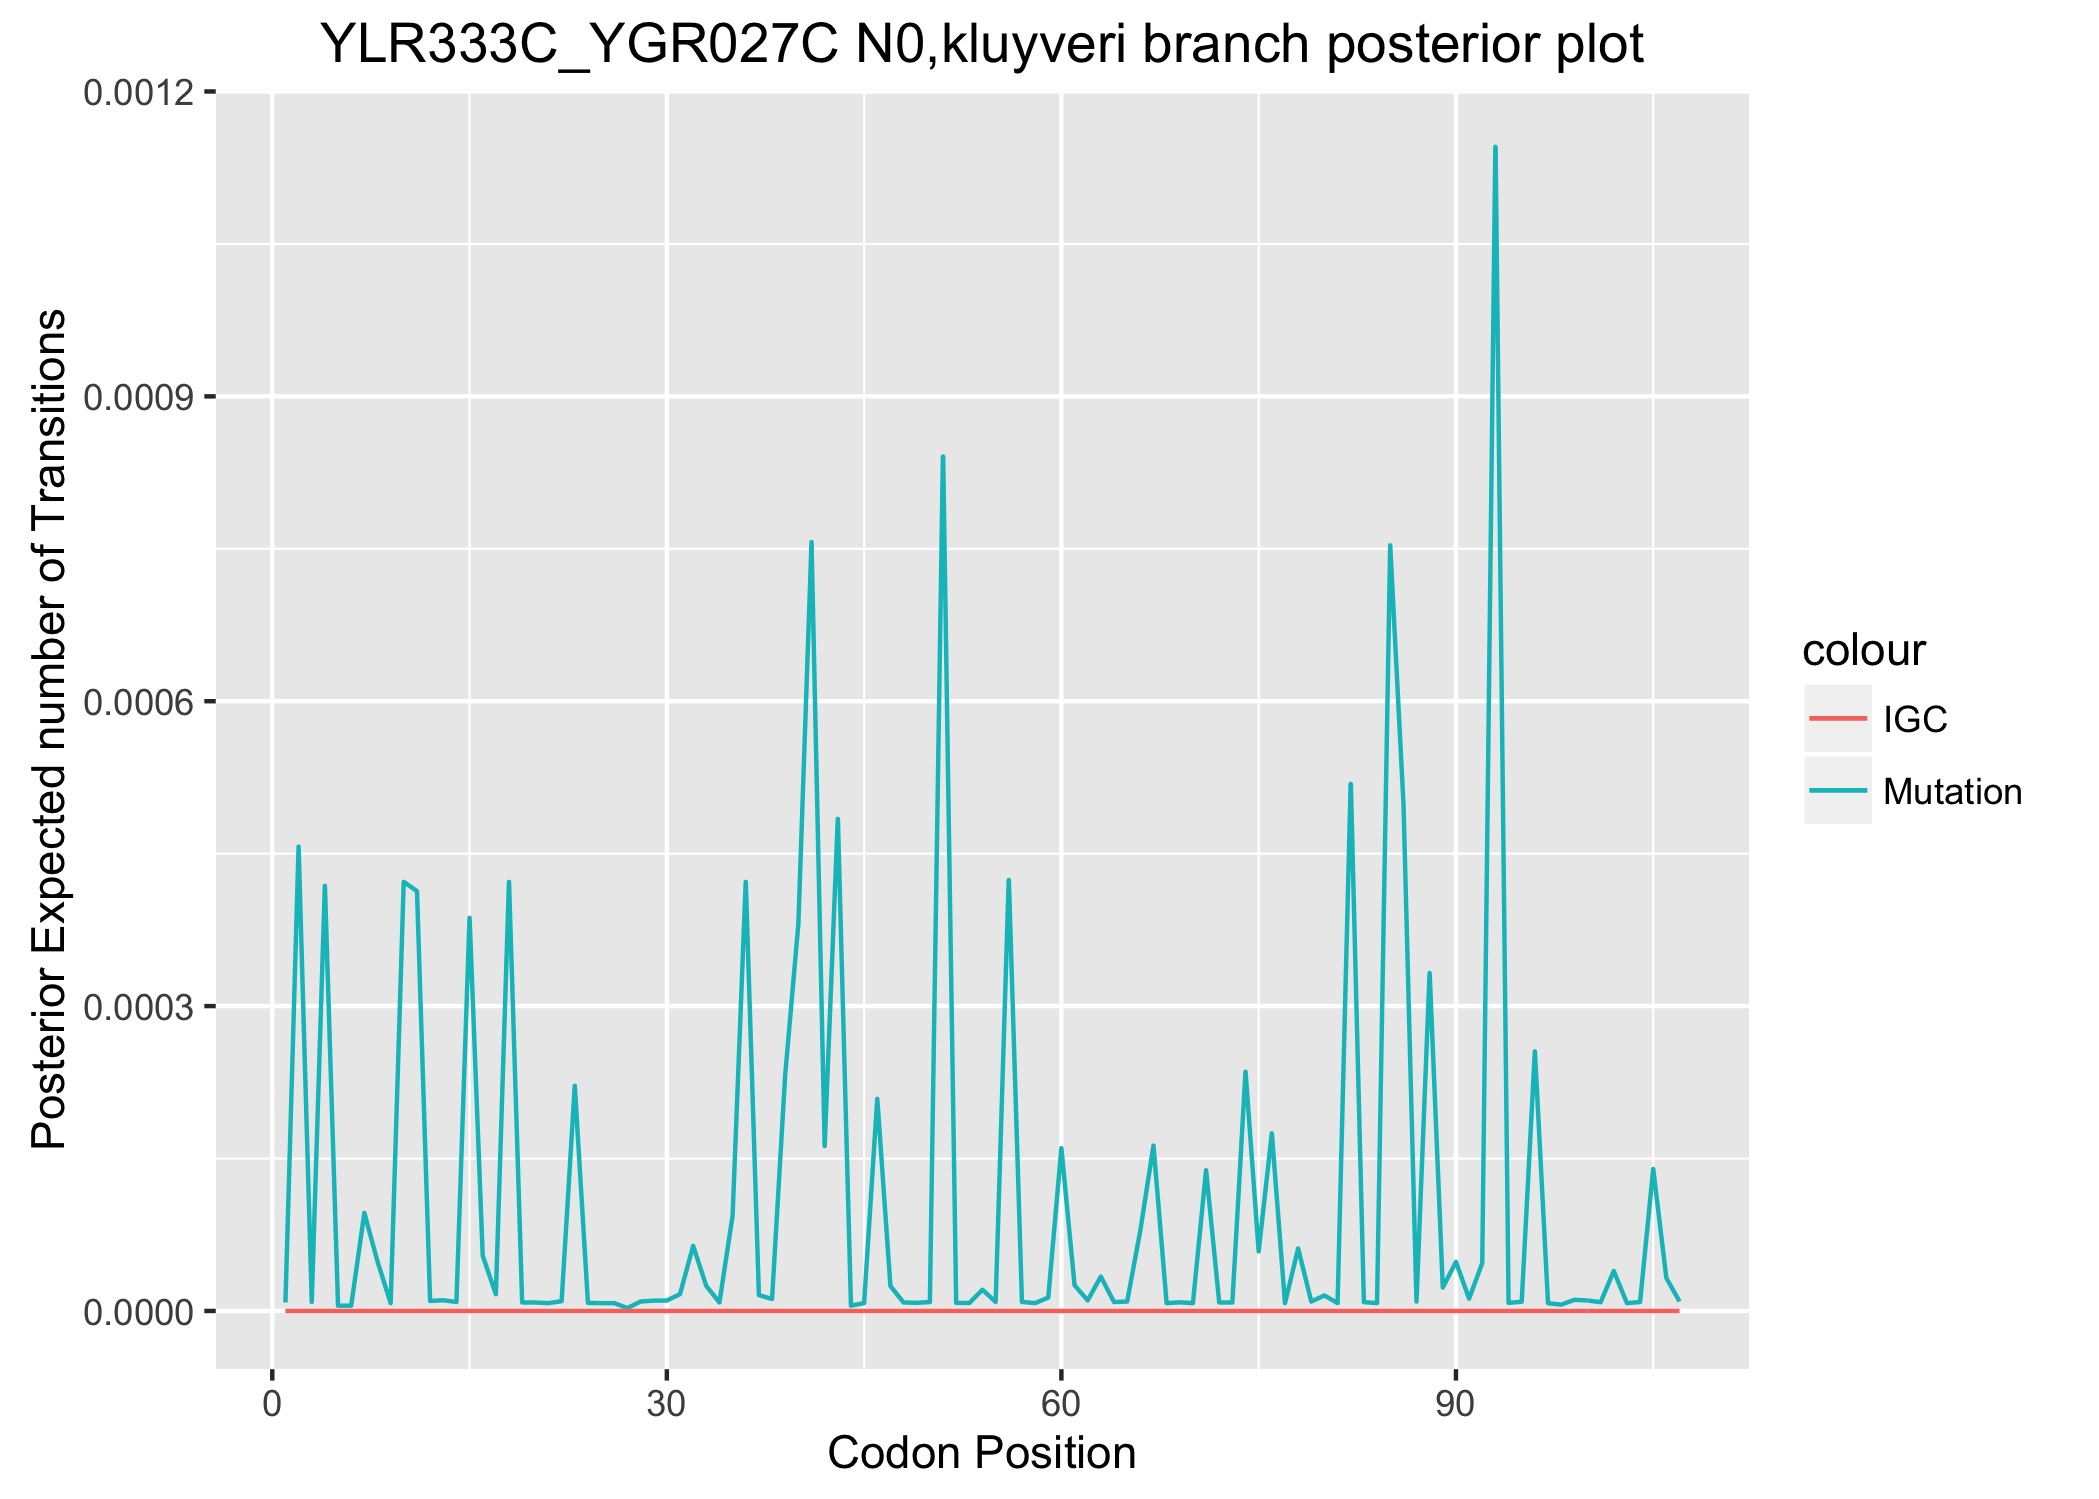 YLR333C_YGR027C N0,kluyveri branch posterior plot
Posterior Expected number of Transitions
0.0012
0.0009
0.0006
0.0003
0.0000
0
30
60
90
Codon Position
colour
IGC
Mutation